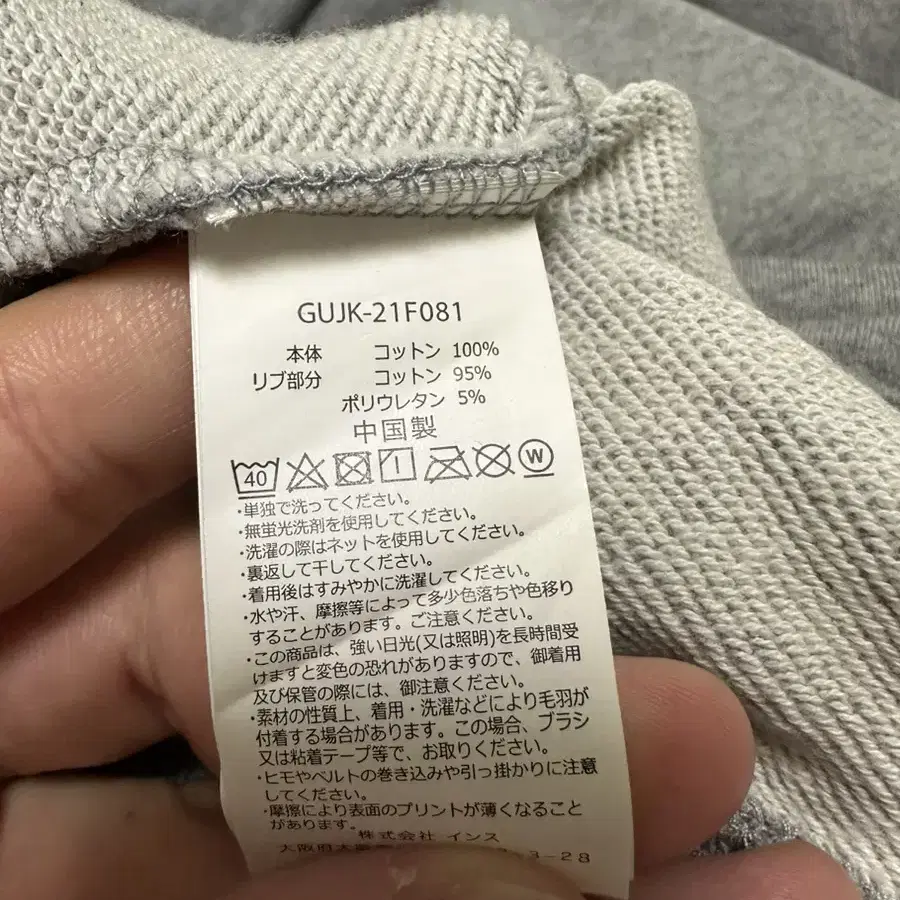 GUJK-21F081
本体 コットン 100%
リブ部分 コットン 95%
ポリウレタン 5%
中国製
40 W
・単独で洗ってください。
・無蛍光洗剤を使用してください。
・洗濯の際はネットを使用してください。
・裏返して干してください。
・着用後はすみやかに洗濯してください。
・水や汗、摩擦等によって多少色落ちや色移り
することがあります。ご注意ください。
・この商品は、強い日光(又は照明)を長時間受
けますと変色の恐れがありますので、御着用
及び保管の際には、御注意ください。
・素材の性質上、着用・洗濯などにより毛羽が
付着する場合があります。この場合、ブラシ
又は粘着テープ等で、お取りください。
・ヒモやベルトの巻き込みや引っ掛かりに注意
してください。
・摩擦により表面のプリントが薄くなること
があります。
株式会社 インス
大阪府大 3-28